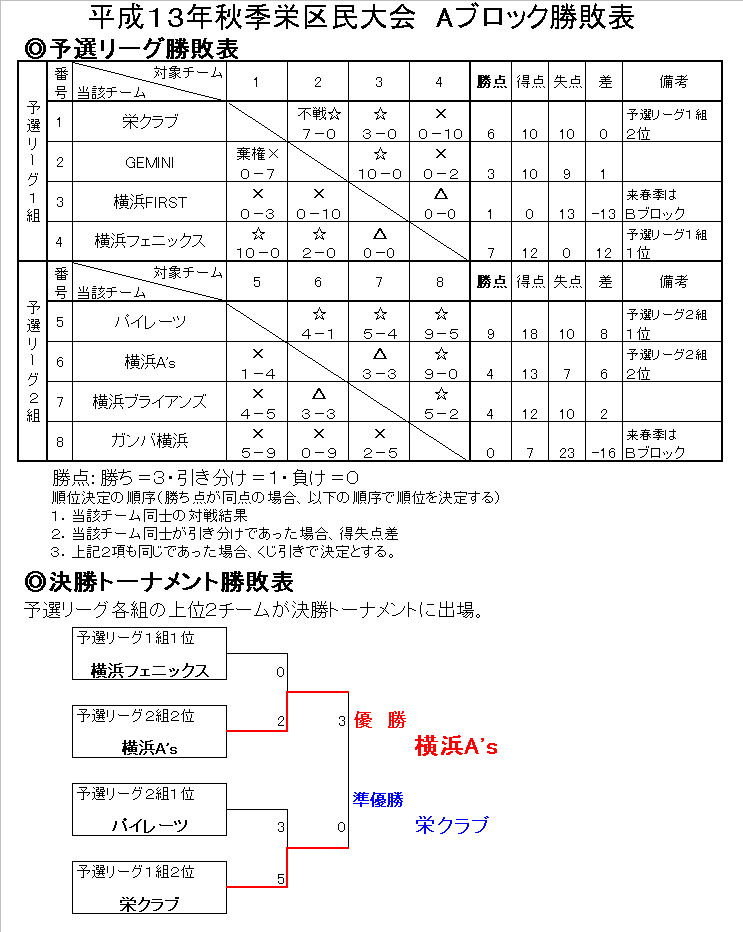 平成１３年秋季栄区民大会　Ａブロック勝敗表
◎予選リーグ勝敗表
予選リーグ1組
番号 対象チーム 当該チーム 1 2 3 4 勝点 得点 失点 差 備考
1 栄クラブ 不戦☆ 7－0 ☆ 3－0 × 0－10 6 10 10 0 予選リーグ1組 2位
2 GEMINI 棄権× 0－7 ☆ 10－0 × 0－2 3 10 9 1
3 横浜FIRST × 0－3 × 0－10 △ 0－0 1 0 13 －13 来春季は Ｂブロック
4 横浜フェニックス ☆ 10－0 ☆ 2－0 △ 0－0 7 12 0 12 予選リーグ1組 1位
予選リーグ2組
番号 対象チーム 当該チーム 5 6 7 8 勝点 得点 失点 差 備考
5 パイレーツ ☆ 4－1 ☆ 5－4 ☆ 9－5 9 18 10 8 予選リーグ2組 1位
6 横浜A's × 1－4 △ 3－3 ☆ 9－0 4 13 7 6 予選リーグ2組 2位
7 横浜ブライアンズ × 4－5 △ 3－3 ☆ 5－2 4 12 10 2
8 ガンバ横浜 × 5－9 × 0－9 × 2－5 0 7 23 －16 来春季は Ｂブロック
勝点：勝ち＝３・引き分け＝１・負け＝０
順位決定の順序（勝ち点が同点の場合、以下の順序で順位を決定する）
１．当該チーム同士の対戦結果
２．当該チーム同士が引き分けであった場合、得失点差
３．上記２項も同じであった場合、くじ引きで決定とする。
◎決勝トーナメント勝敗表
予選リーグ各組の上位２チームが決勝トーナメントに出場。
予選リーグ１組１位
横浜フェニックス
0
予選リーグ２組２位
横浜A's
2
3
優　勝
横浜A's
予選リーグ２組１位
パイレーツ
3
0
準優勝
栄クラブ
予選リーグ１組２位
栄クラブ
5